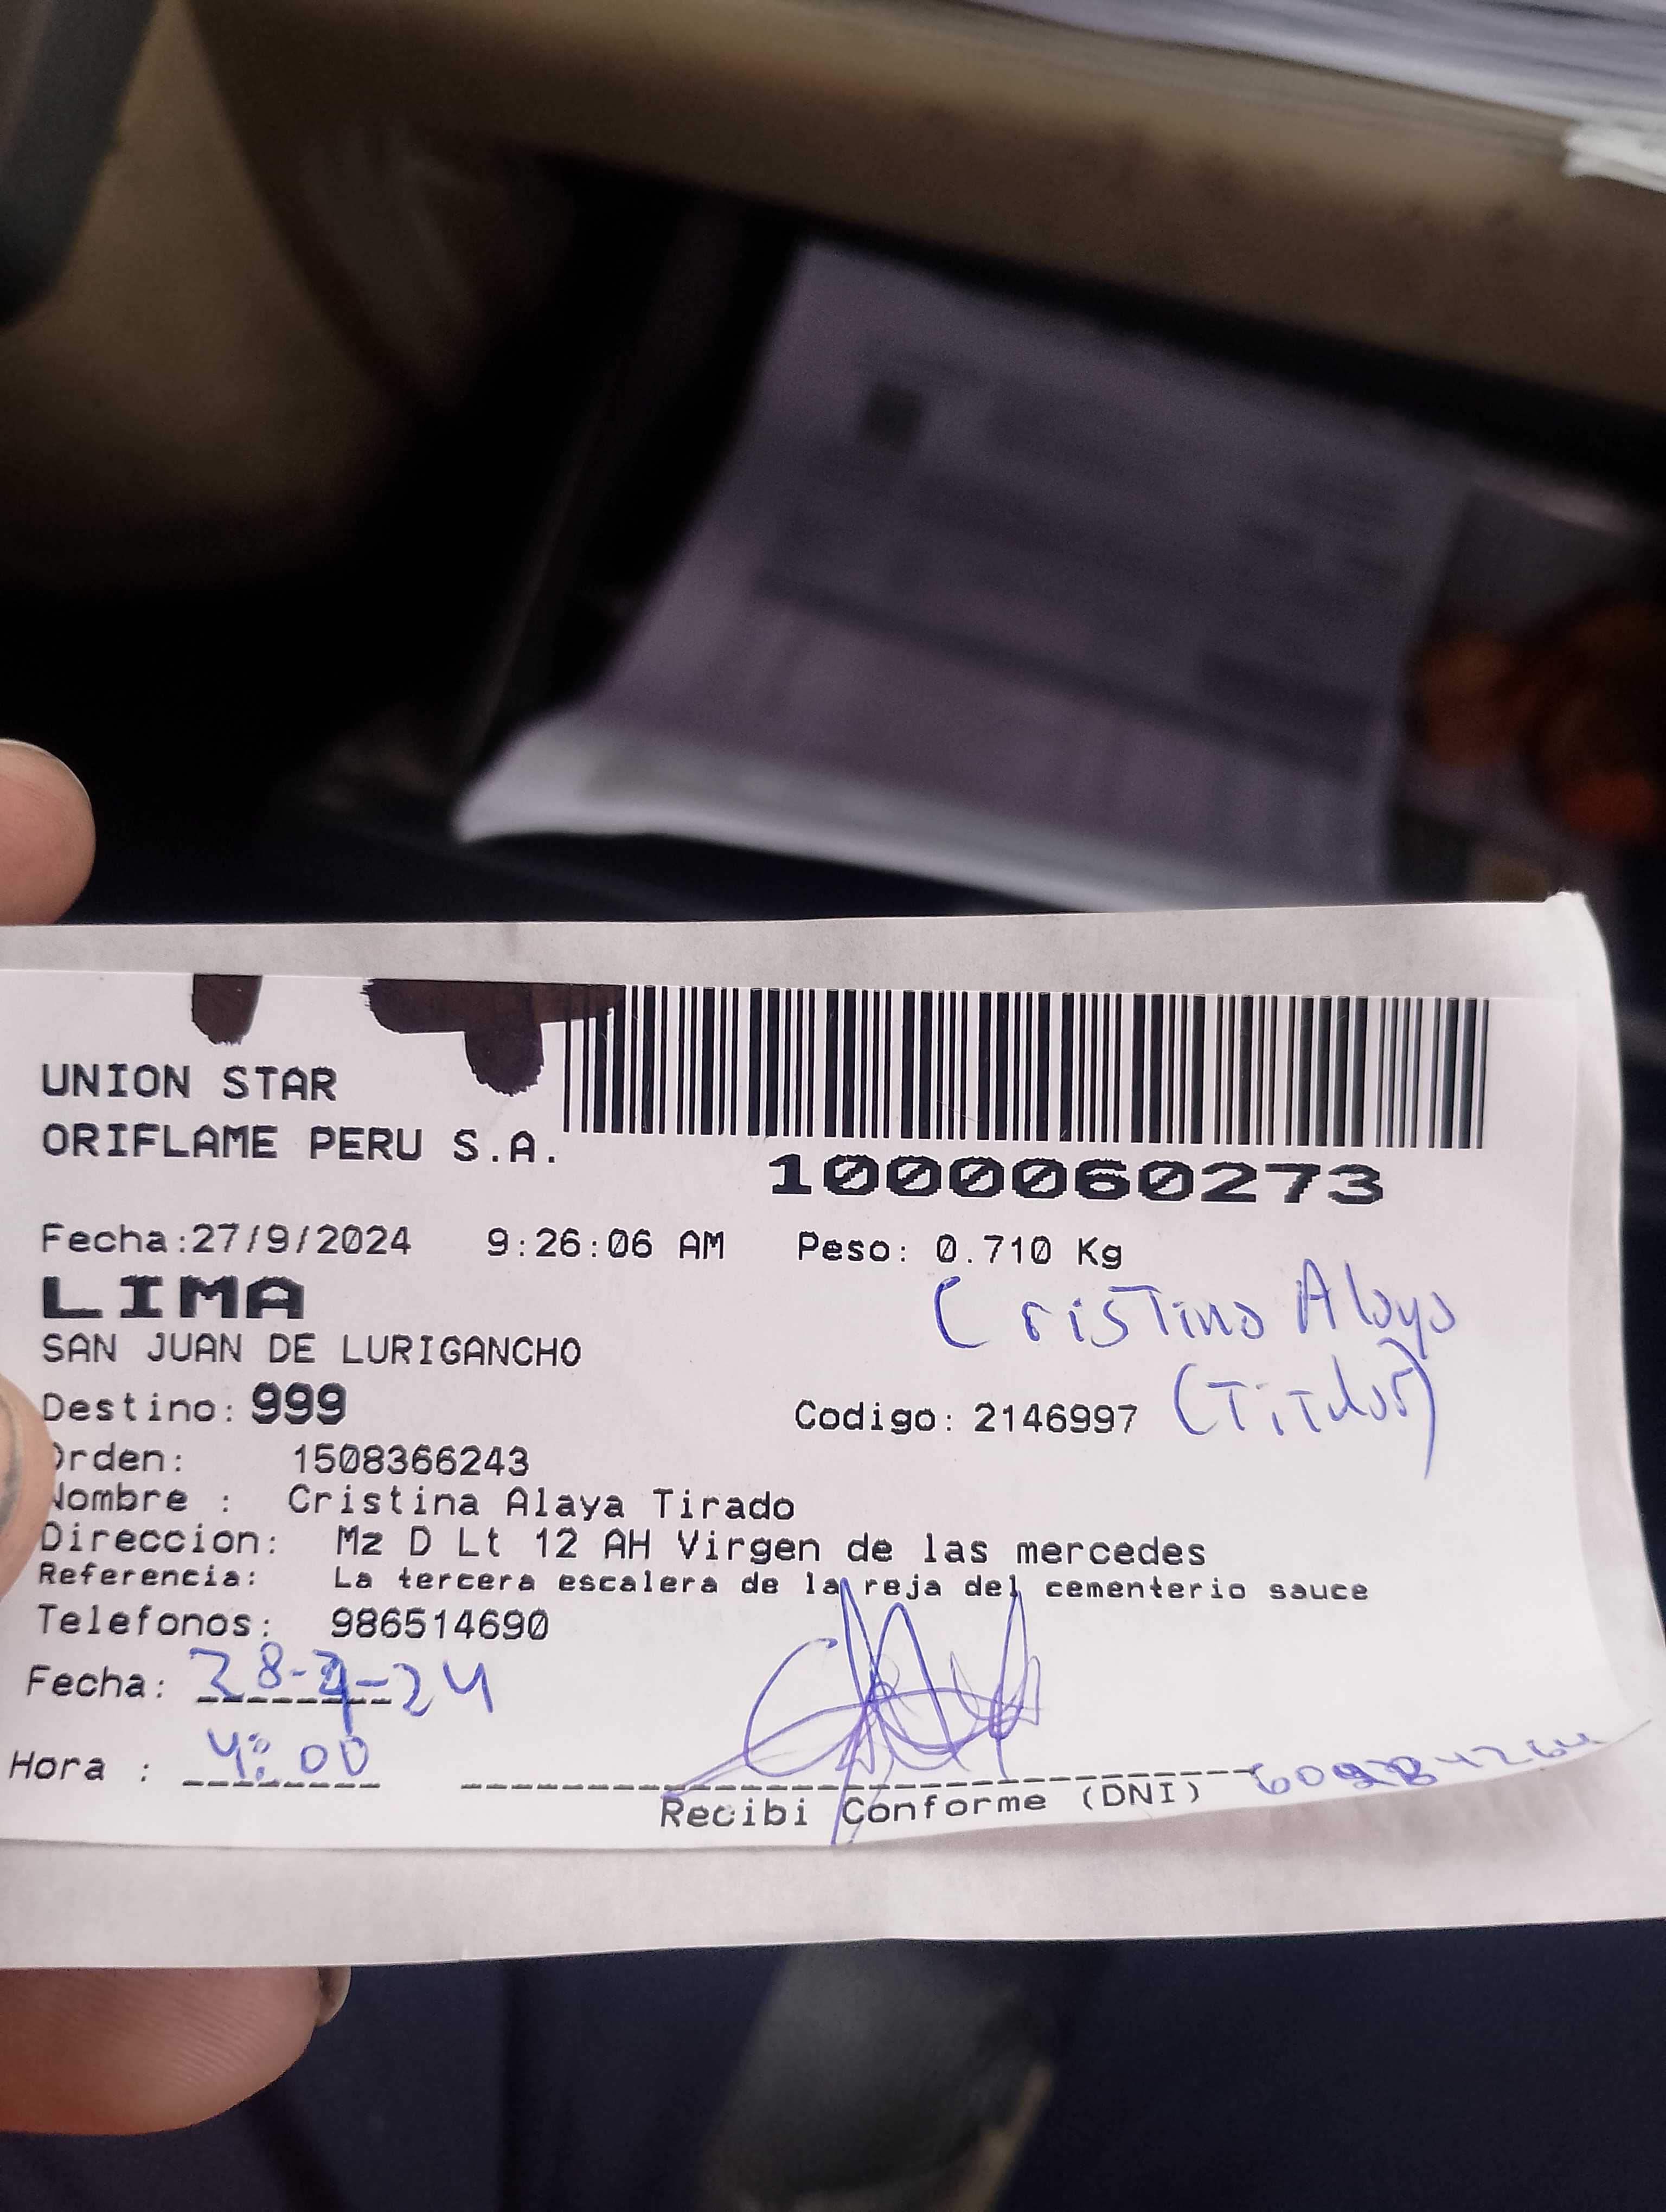 UNION STAR
ORIFLAME PERU S.A.
1000060273
Fecha:27/9/2024 9:26:06 AM Peso: 0.710 Kg
LIMA
Cristina Alaya
SAN JUAN DE LURIGANCHO
(Titular)
Destino: 999 Codigo: 2146997
Orden: 1508366243
Nombre : Cristina Alaya Tirado
Direccion: Mz D Lt 12 AH Virgen de las mercedes
Referencia: La tercera escalera de la reja del cementerio sauce
Telefonos: 986514690
Fecha: 28-9-24
Hora : 4:00
Recibi Conforme (DNI)